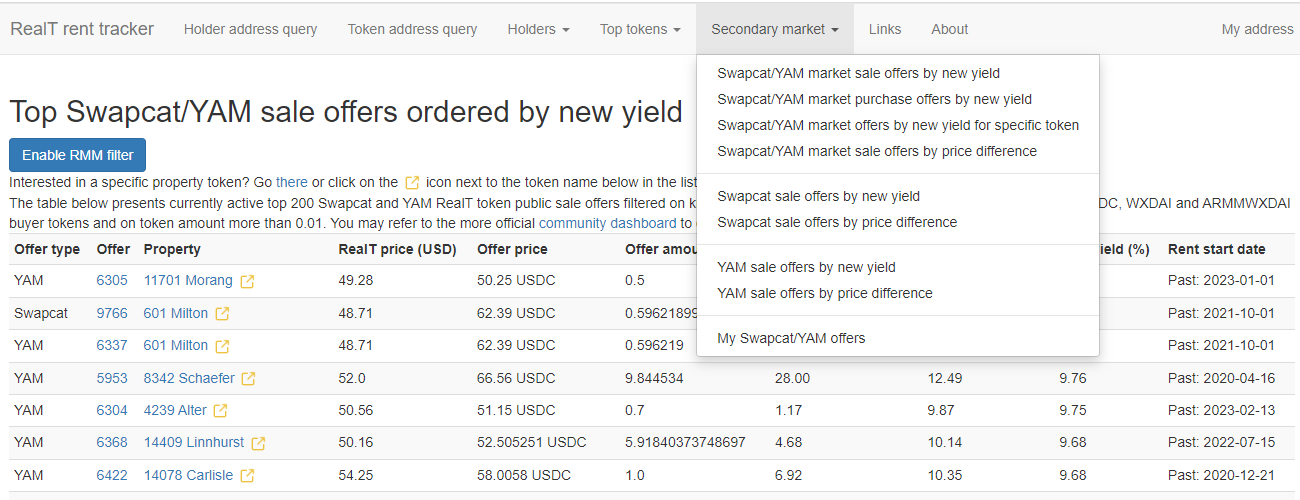 RealT rent tracker Holder address query Token address query Holders Top tokens Secondary market Links About My address
Swapcat/YAM market sale offers by new yield
Swapcat/YAM market purchase offers by new yield
Swapcat/YAM market offers by new yield for specific token
Swapcat/YAM market sale offers by price difference
Swapcat sale offers by new yield
Swapcat sale offers by price difference
YAM sale offers by new yield
YAM sale offers by price difference
My Swapcat/YAM offers
Top Swapcat/YAM sale offers ordered by new yield
Enable RMM filter
Interested in a specific property token? Go there or click on the icon next to the token name below in the list
The table below presents currently active top 200 Swapcat and YAM RealT token public sale offers filtered on DC, WXDAI and ARMMWXDAI
buyer tokens and on token amount more than 0.01. You may refer to the more official community dashboard to
Offer type Offer Property RealT price (USD) Offer price Offer (%) Rent start date
YAM 6305 11701 Morang 49.28 50.25 USDC 0.5 Past: 2023-01-01
Swapcat 9766 601 Milton 48.71 62.39 USDC 0.59621899 Past: 2021-10-01
YAM 6337 601 Milton 48.71 62.39 USDC 0.596219 Past: 2021-10-01
YAM 5953 8342 Schaefer 52.0 66.56 USDC 9.844534 28.00 12.49 9.76 Past: 2020-04-16
YAM 6304 4239 Alter 50.56 51.15 USDC 0.7 1.17 9.87 9.75 Past: 2023-02-13
YAM 6368 14409 Linnhurst 50.16 52.505251 USDC 5.91840373748697 4.68 10.14 9.68 Past: 2022-07-15
YAM 6422 14078 Carlisle 54.25 58.0058 USDC 1.0 6.92 10.35 9.68 Past: 2020-12-21